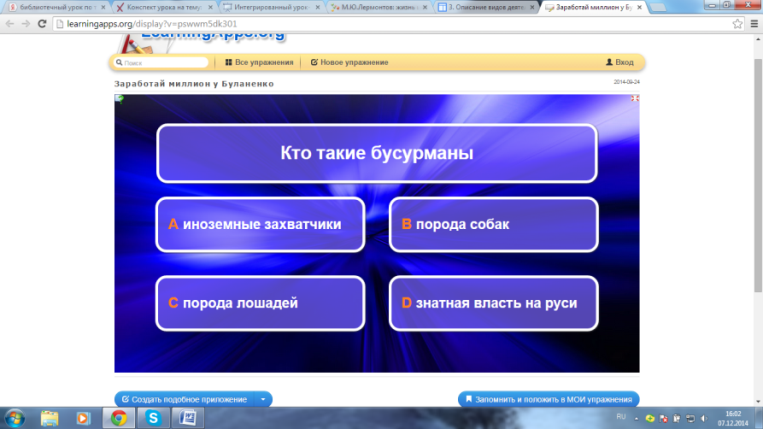 библиотечный урок по т
Конспект урока на тему
Интегрированный урок
М.Ю.Лермонтов: жизнь
3. Описание видов деяте
Заработай миллион у Бу
learningapps.org/display?v=pswwm5dk301
LearningApps.org
Поиск
Все упражнения
Новое упражнение
Вход
Заработай миллион у Буланенко
2014-09-24
Кто такие бусурманы
A иноземные захватчики
B порода собак
C порода лошадей
D знатная власть на руси
Создать подобное приложение
Запомнить и положить в МОИ упражнения
RU
16:02
07.12.2014